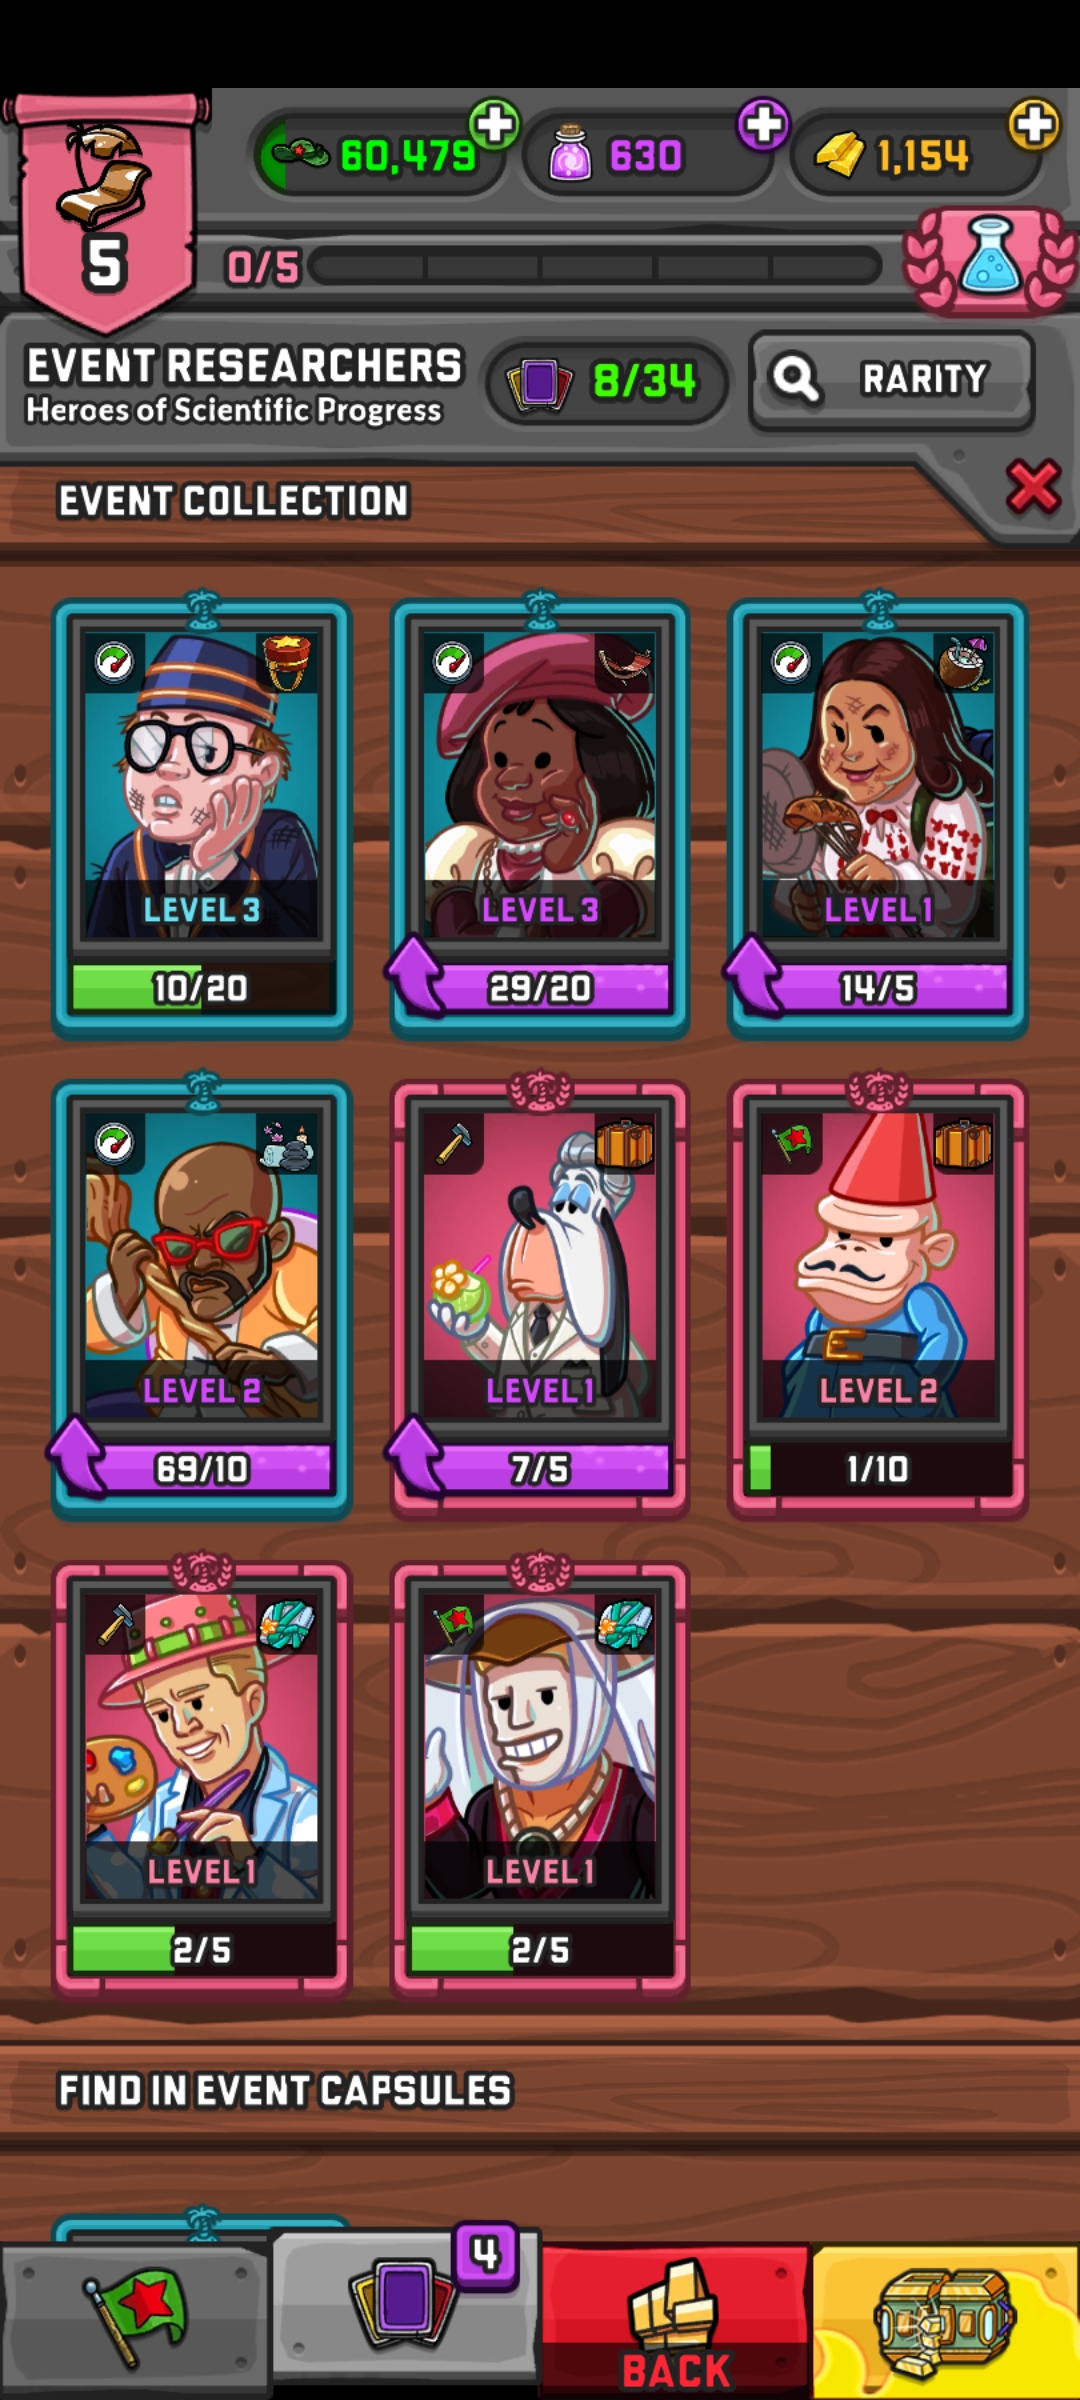 60,479
630
1,154
5
0/5
EVENT RESEARCHERS
Heroes of Scientific Progress
8/34
RARITY
EVENT COLLECTION
LEVEL 3
LEVEL 3
LEVEL 1
10/20
29/20
14/5
LEVEL 2
LEVEL 1
LEVEL 2
69/10
7/5
1/10
LEVEL 1
LEVEL 1
2/5
2/5
FIND IN EVENT CAPSULES
4
BACK